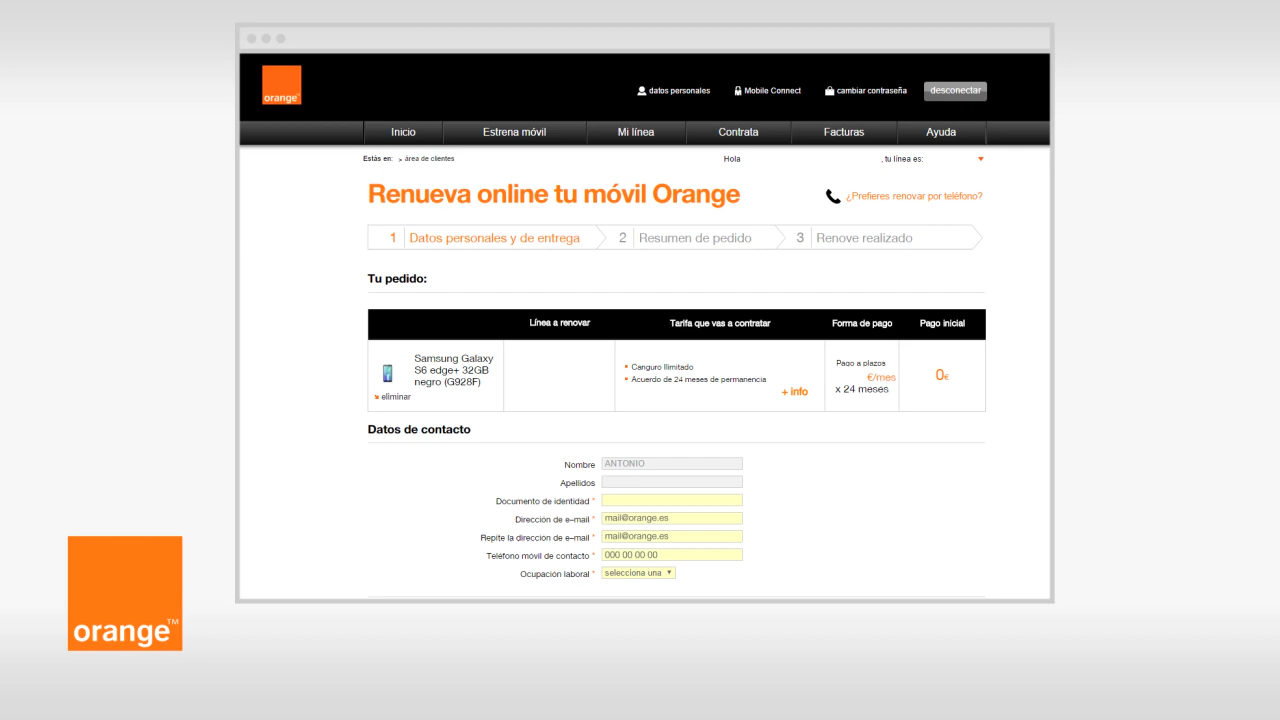 orange
datos personales
Mobile Connect
cambiar contraseña
desconectar
Inicio
Estrena móvil
Mi línea
Contrata
Facturas
Ayuda
Estás en: > área de clientes
Hola
, tu línea es:
Renueva online tu móvil Orange
¿Prefieres renovar por teléfono?
1 Datos personales y de entrega
2 Resumen de pedido
3 Renove realizado
Tu pedido:
Línea a renovar
Tarifa que vas a contratar
Forma de pago
Pago inicial
Samsung Galaxy
S6 edge+ 32GB
negro (G928F)
eliminar
Canguro Ilimitado
Acuerdo de 24 meses de permanencia
+ info
Pago a plazos
€/mes
x 24 meses
0€
Datos de contacto
Nombre ANTONIO
Apellidos
Documento de identidad *
Dirección de e-mail * mail@orange.es
Repite la dirección de e-mail * mail@orange.es
Teléfono móvil de contacto * 000 00 00 00
Ocupación laboral * selecciona una
orange™